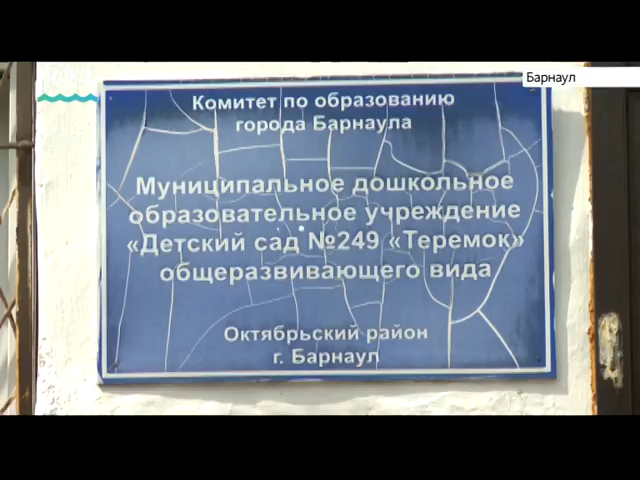 Барнаул
Комитет по образованию
города Барнаула
Муниципальное дошкольное
образовательное учреждение
«Детский сад №249 «Теремок»
общеразвивающего вида
Октябрьский район
г. Барнаул